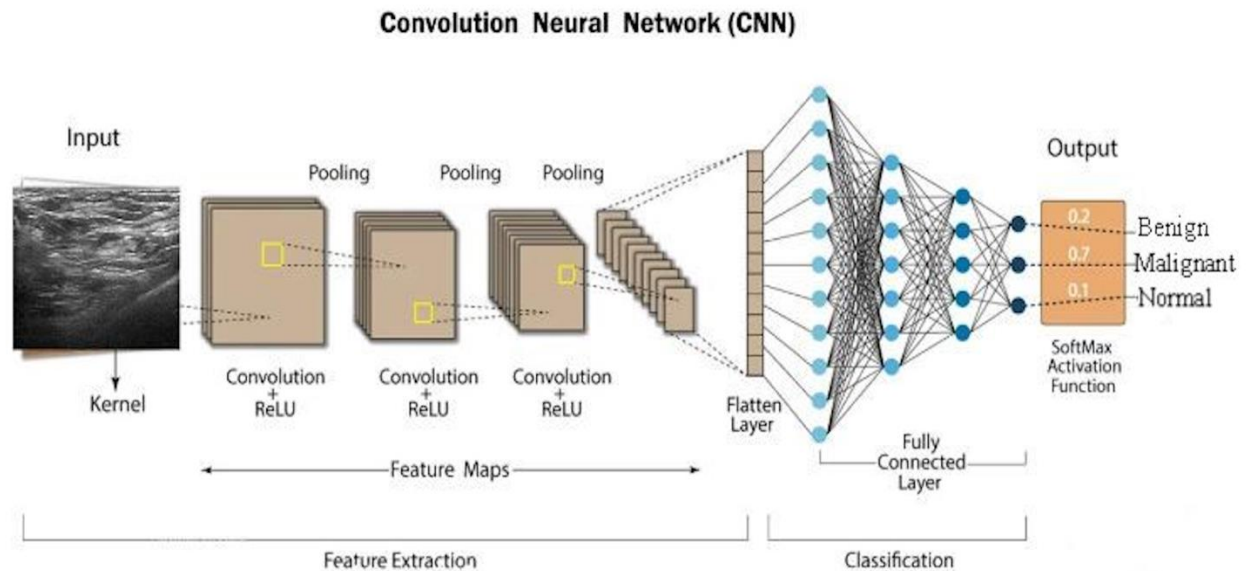 Convolution Neural Network (CNN)
Input
Pooling
Pooling
Pooling
Output
0.2
Benign
0.7
Malignant
0.1
Normal
Kernel
Convolution
+
ReLU
Convolution
+
ReLU
Convolution
+
ReLU
Flatten
Layer
SoftMax
Activation
Function
Feature Maps
Fully
Connected
Layer
Feature Extraction
Classification